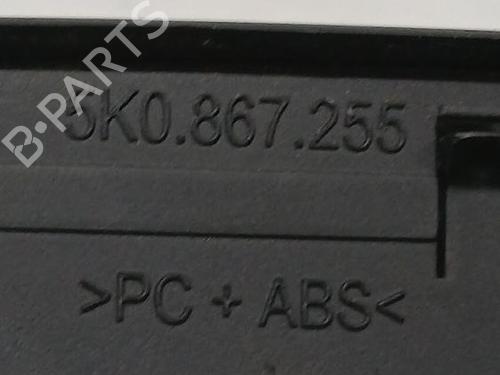 B-PARTS
5K0.867.255
>PC + ABS<